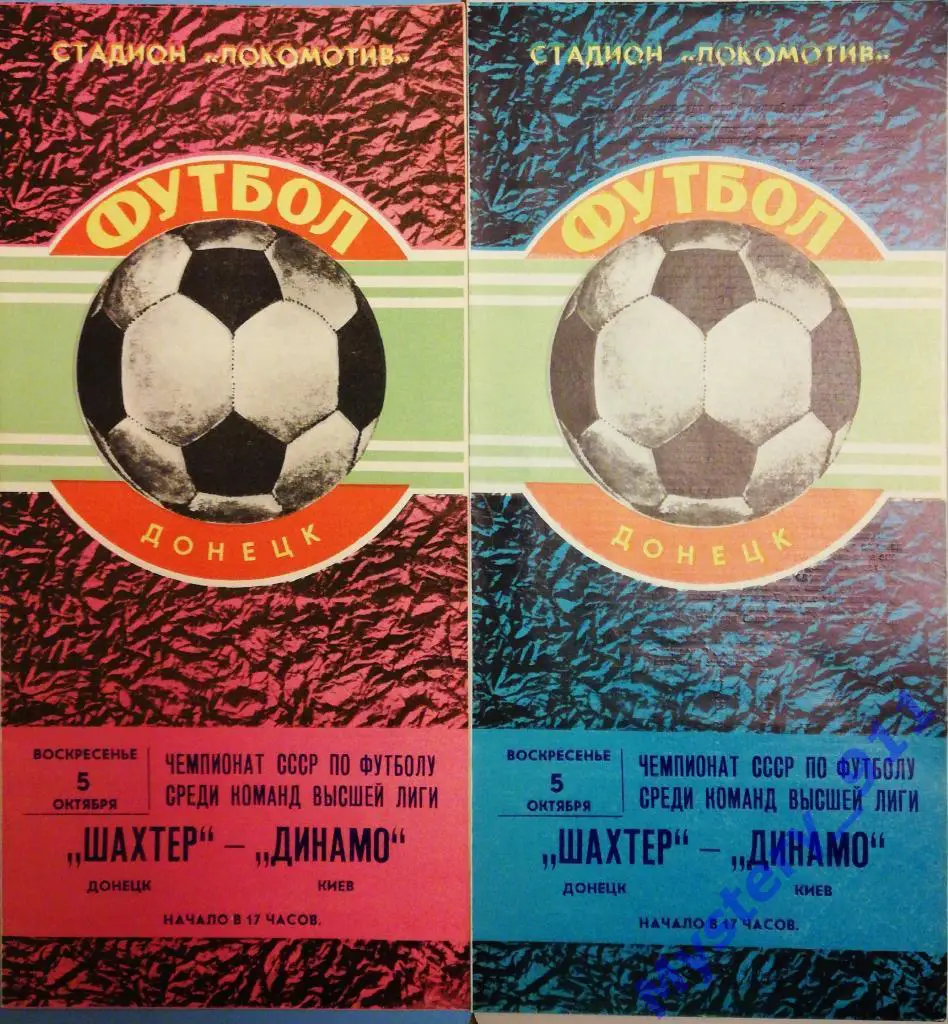 СТАДИОН „ЛОКОМОТИВ“
ФУТБОЛ
ДОНЕЦК
ВОСКРЕСЕНЬЕ
5
ОКТЯБРЯ
ЧЕМПИОНАТ СССР ПО ФУТБОЛУ
СРЕДИ КОМАНД ВЫСШЕЙ ЛИГИ
„ШАХТЕР“ – „ДИНАМО“
ДОНЕЦК КИЕВ
НАЧАЛО В 17 ЧАСОВ.
СТАДИОН „ЛОКОМОТИВ“
ФУТБОЛ
ДОНЕЦК
ВОСКРЕСЕНЬЕ
5
ОКТЯБРЯ
ЧЕМПИОНАТ СССР ПО ФУТБОЛУ
СРЕДИ КОМАНД ВЫСШЕЙ ЛИГИ
„ШАХТЕР“ – „ДИНАМО“
ДОНЕЦК КИЕВ
НАЧАЛО В 17 ЧАСОВ.
Mystery_911